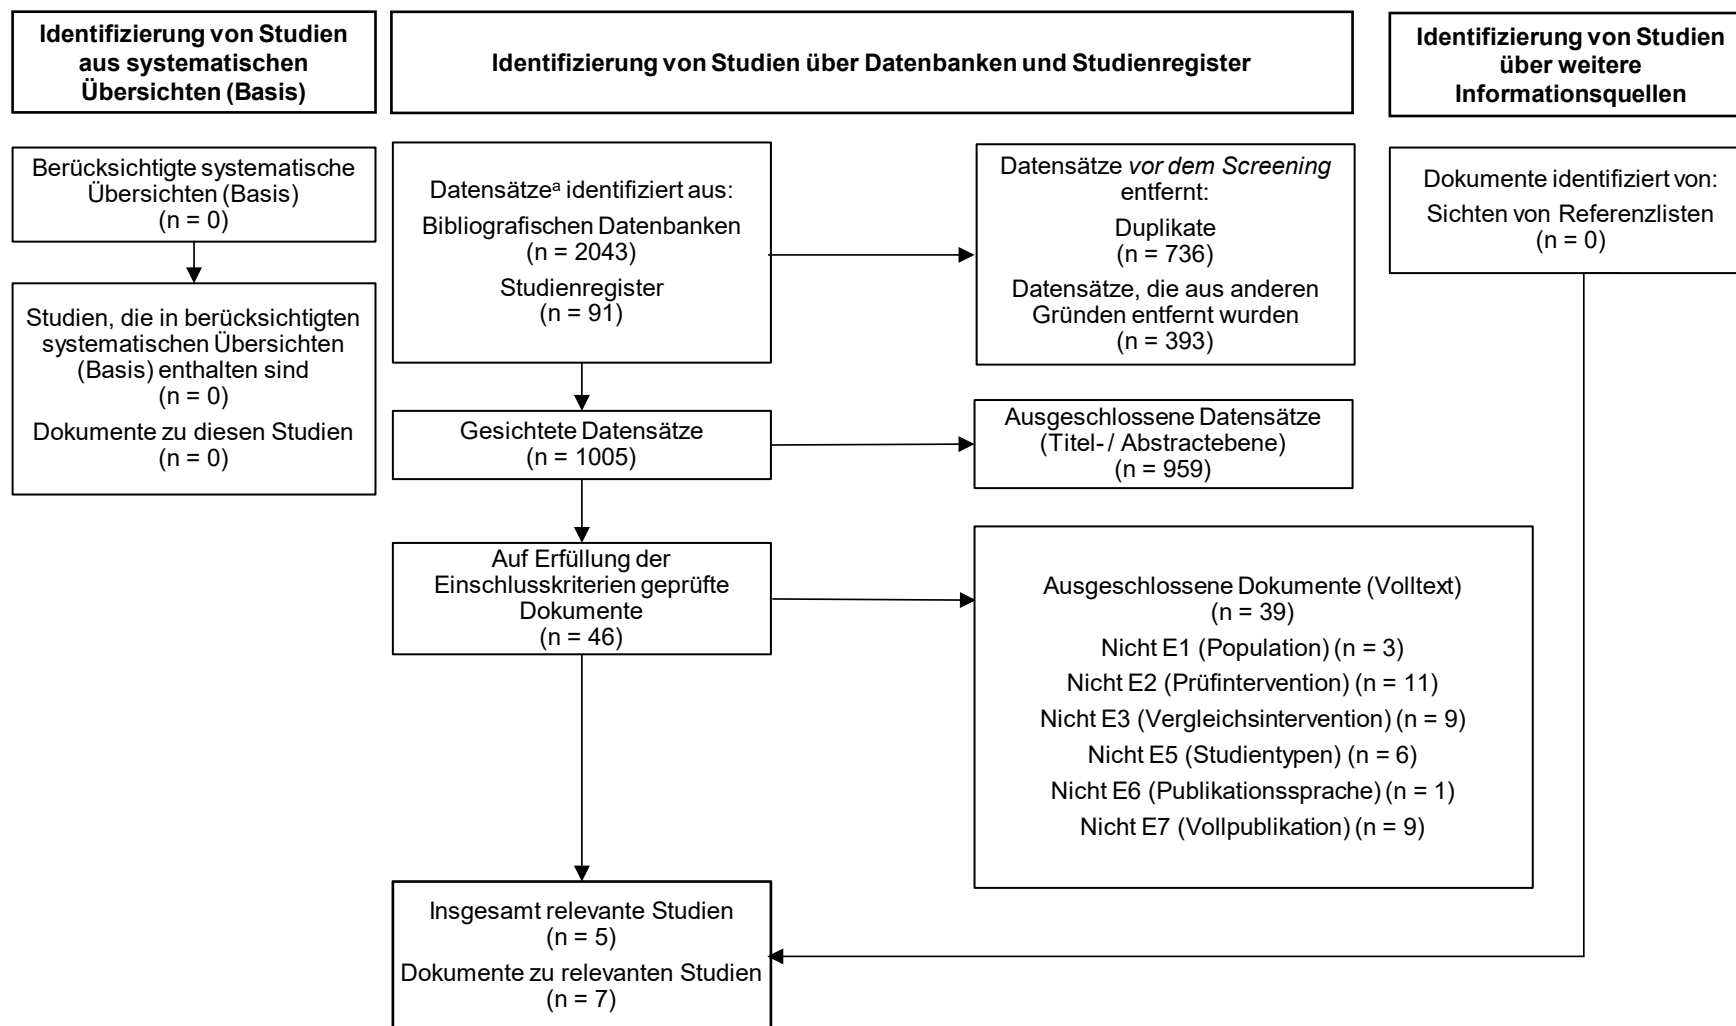 Identifizierung von Studien
aus systematischen
Übersichten (Basis)
Identifizierung von Studien über Datenbanken und Studienregister
Identifizierung von Studien
über weitere
Informationsquellen
Berücksichtigte systematische
Übersichten (Basis)
(n = 0)
Studien, die in berücksichtigten
systematischen Übersichten
(Basis) enthalten sind
(n = 0)
Dokumente zu diesen Studien
(n = 0)
Datensätzeᵃ identifiziert aus:
Bibliografischen Datenbanken
(n = 2043)
Studienregister
(n = 91)
Datensätze vor dem Screening
entfernt:
Duplikate
(n = 736)
Datensätze, die aus anderen
Gründen entfernt wurden
(n = 393)
Dokumente identifiziert von:
Sichten von Referenzlisten
(n = 0)
Gesichtete Datensätze
(n = 1005)
Ausgeschlossene Datensätze
(Titel- / Abstractebene)
(n = 959)
Auf Erfüllung der
Einschlusskriterien geprüfte
Dokumente
(n = 46)
Ausgeschlossene Dokumente (Volltext)
(n = 39)
Nicht E1 (Population) (n = 3)
Nicht E2 (Prüfintervention) (n = 11)
Nicht E3 (Vergleichsintervention) (n = 9)
Nicht E5 (Studientypen) (n = 6)
Nicht E6 (Publikationssprache) (n = 1)
Nicht E7 (Vollpublikation) (n = 9)
Insgesamt relevante Studien
(n = 5)
Dokumente zu relevanten Studien
(n = 7)